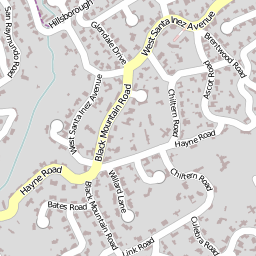 Hillsborough
San Raymundo Road
Glendale Drive
West Santa Inez Avenue
Brentwood Road
Ascot Road
Chiltern Road
West Santa Inez Avenue
Black Mountain Road
Hayne Road
Hayne Road
Chiltern Road
Willard Lane
Black Mountain Road
Bates Road
Culebra Road
Link Road